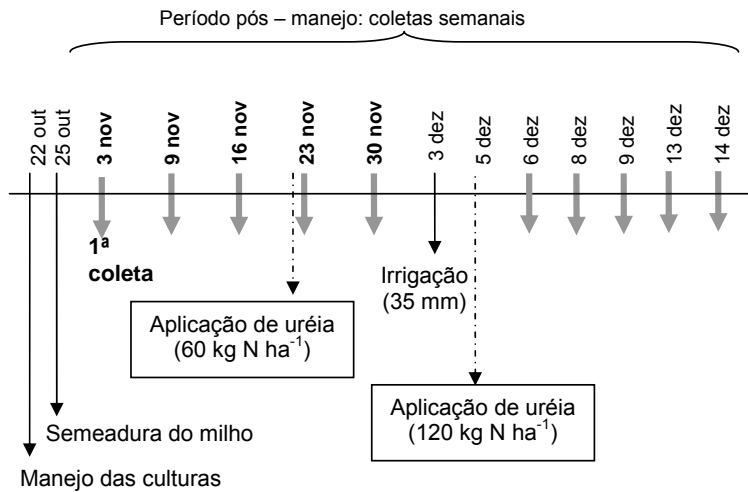 Período pós – manejo: coletas semanais
22 out
25 out
3 nov
9 nov
16 nov
23 nov
30 nov
3 dez
5 dez
6 dez
8 dez
9 dez
13 dez
14 dez
1ª
coleta
Irrigação
(35 mm)
Aplicação de uréia
(60 kg N ha⁻¹)
Aplicação de uréia
(120 kg N ha⁻¹)
Semeadura do milho
Manejo das culturas